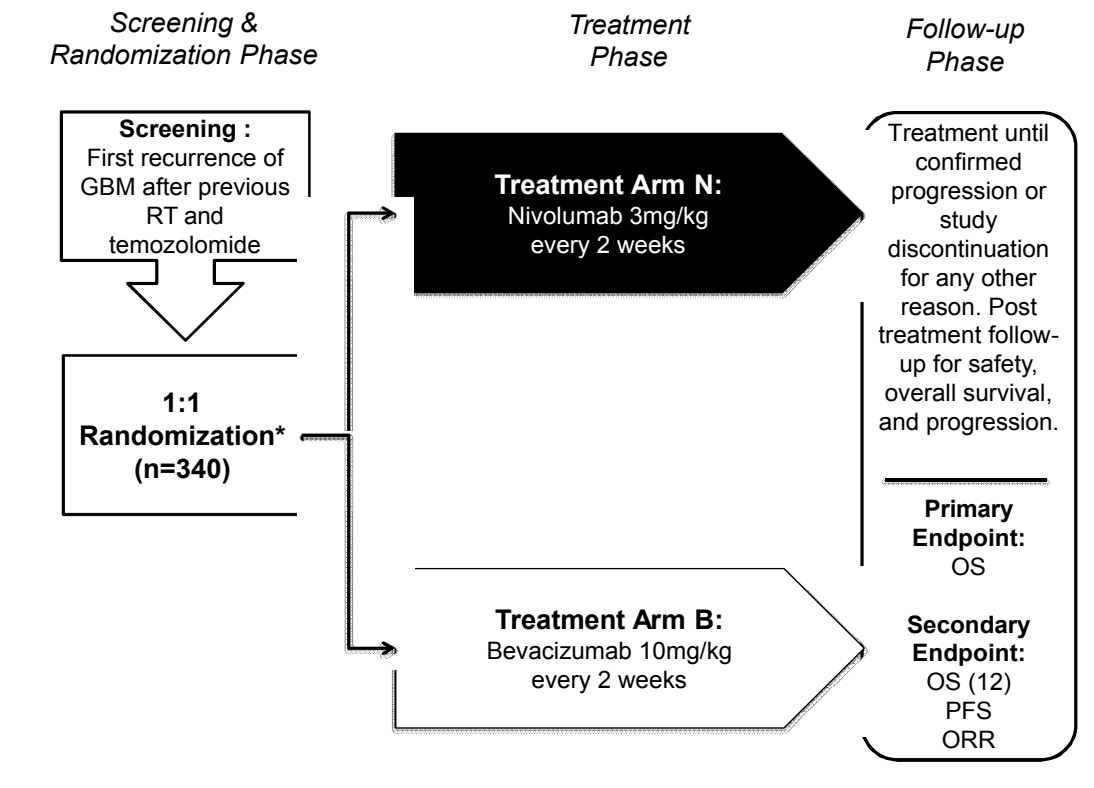 Screening &
Randomization Phase
Treatment
Phase
Follow-up
Phase
Screening :
First recurrence of
GBM after previous
RT and
temozolomide
1:1
Randomization*
(n=340)
Treatment Arm N:
Nivolumab 3mg/kg
every 2 weeks
Treatment Arm B:
Bevacizumab 10mg/kg
every 2 weeks
Treatment until
confirmed
progression or
study
discontinuation
for any other
reason. Post
treatment follow-
up for safety,
overall survival,
and progression.
Primary
Endpoint:
OS
Secondary
Endpoint:
OS (12)
PFS
ORR